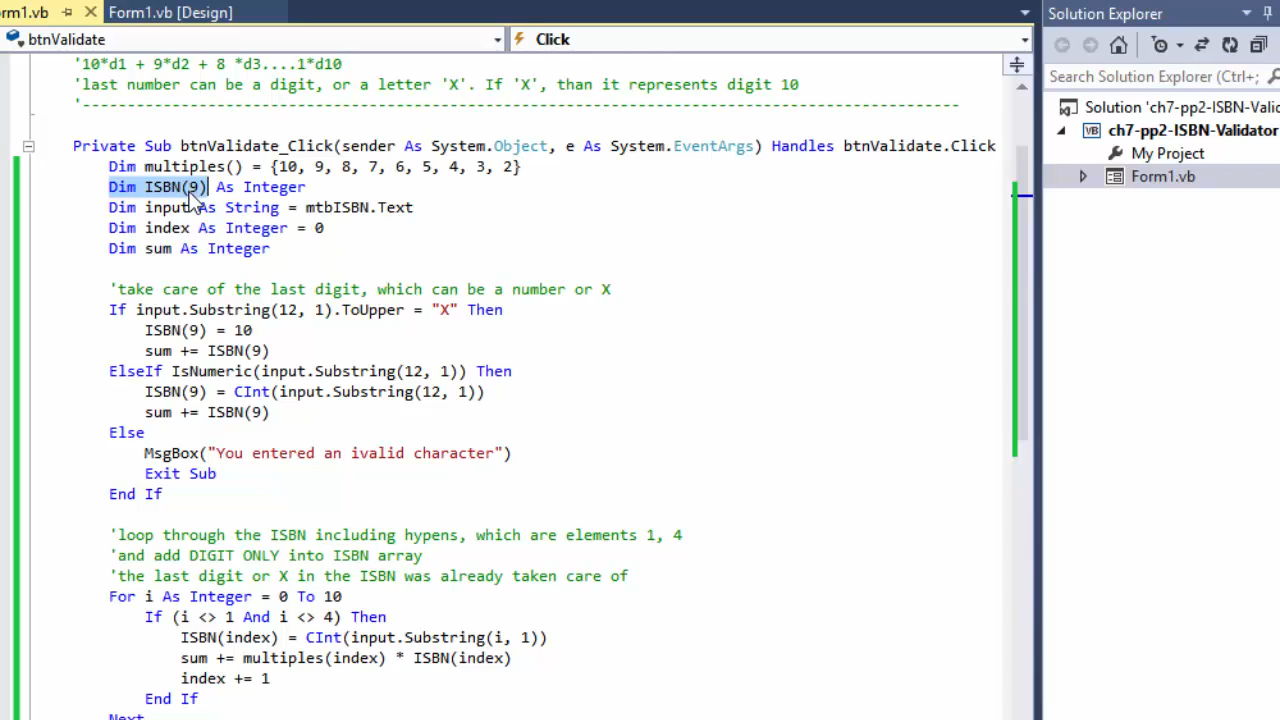 orm1.vb
Form1.vb [Design]
Solution Explorer
btnValidate
Click
Search Solution Explorer (Ctrl+;
'10*d1 + 9*d2 + 8 *d3....1*d10
'last number can be a digit, or a letter 'X'. If 'X', than it represents digit 10
'-------------------------------------------------------------------------------------------------
Private Sub btnValidate_Click(sender As System.Object, e As System.EventArgs) Handles btnValidate.Click
Dim multiples() = {10, 9, 8, 7, 6, 5, 4, 3, 2}
Dim ISBN(9) As Integer
Dim input As String = mtbISBN.Text
Dim index As Integer = 0
Dim sum As Integer
'take care of the last digit, which can be a number or X
If input.Substring(12, 1).ToUpper = "X" Then
ISBN(9) = 10
sum += ISBN(9)
ElseIf IsNumeric(input.Substring(12, 1)) Then
ISBN(9) = CInt(input.Substring(12, 1))
sum += ISBN(9)
Else
MsgBox("You entered an ivalid character")
Exit Sub
End If
'loop through the ISBN including hypens, which are elements 1, 4
'and add DIGIT ONLY into ISBN array
'the last digit or X in the ISBN was already taken care of
For i As Integer = 0 To 10
If (i <> 1 And i <> 4) Then
ISBN(index) = CInt(input.Substring(i, 1))
sum += multiples(index) * ISBN(index)
index += 1
End If
Next
Solution 'ch7-pp2-ISBN-Valid
VB
ch7-pp2-ISBN-Validator
My Project
Form1.vb